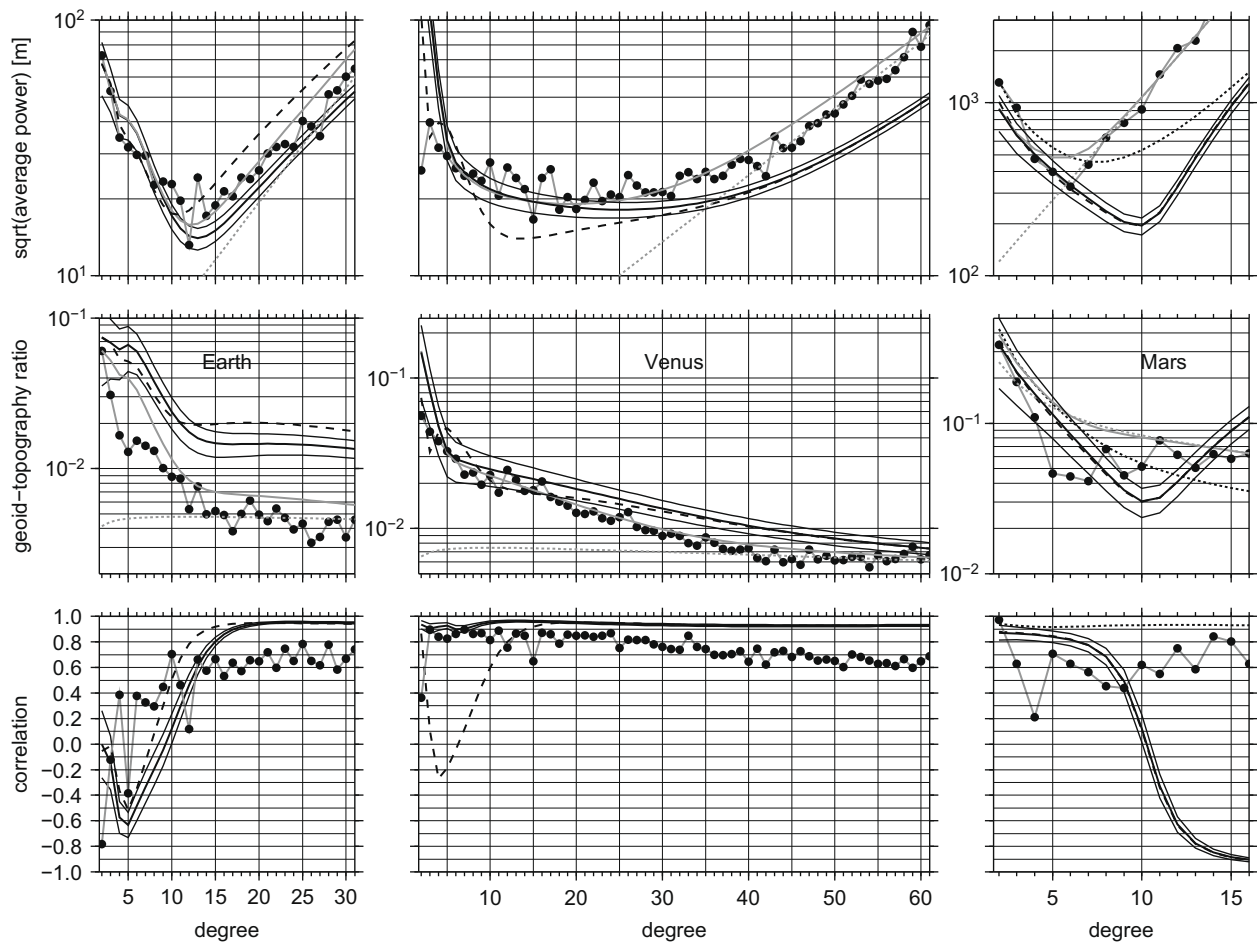 sqrt(average power) [m]
10²
10¹
10³
10²
geoid–topography ratio
10⁻¹
10⁻²
Earth
10⁻¹
10⁻²
Venus
10⁻¹
10⁻²
Mars
correlation
1.0
0.8
0.6
0.4
0.2
0.0
−0.2
−0.4
−0.6
−0.8
−1.0
5 10 15 20 25 30
10 20 30 40 50 60
5 10 15
degree degree degree